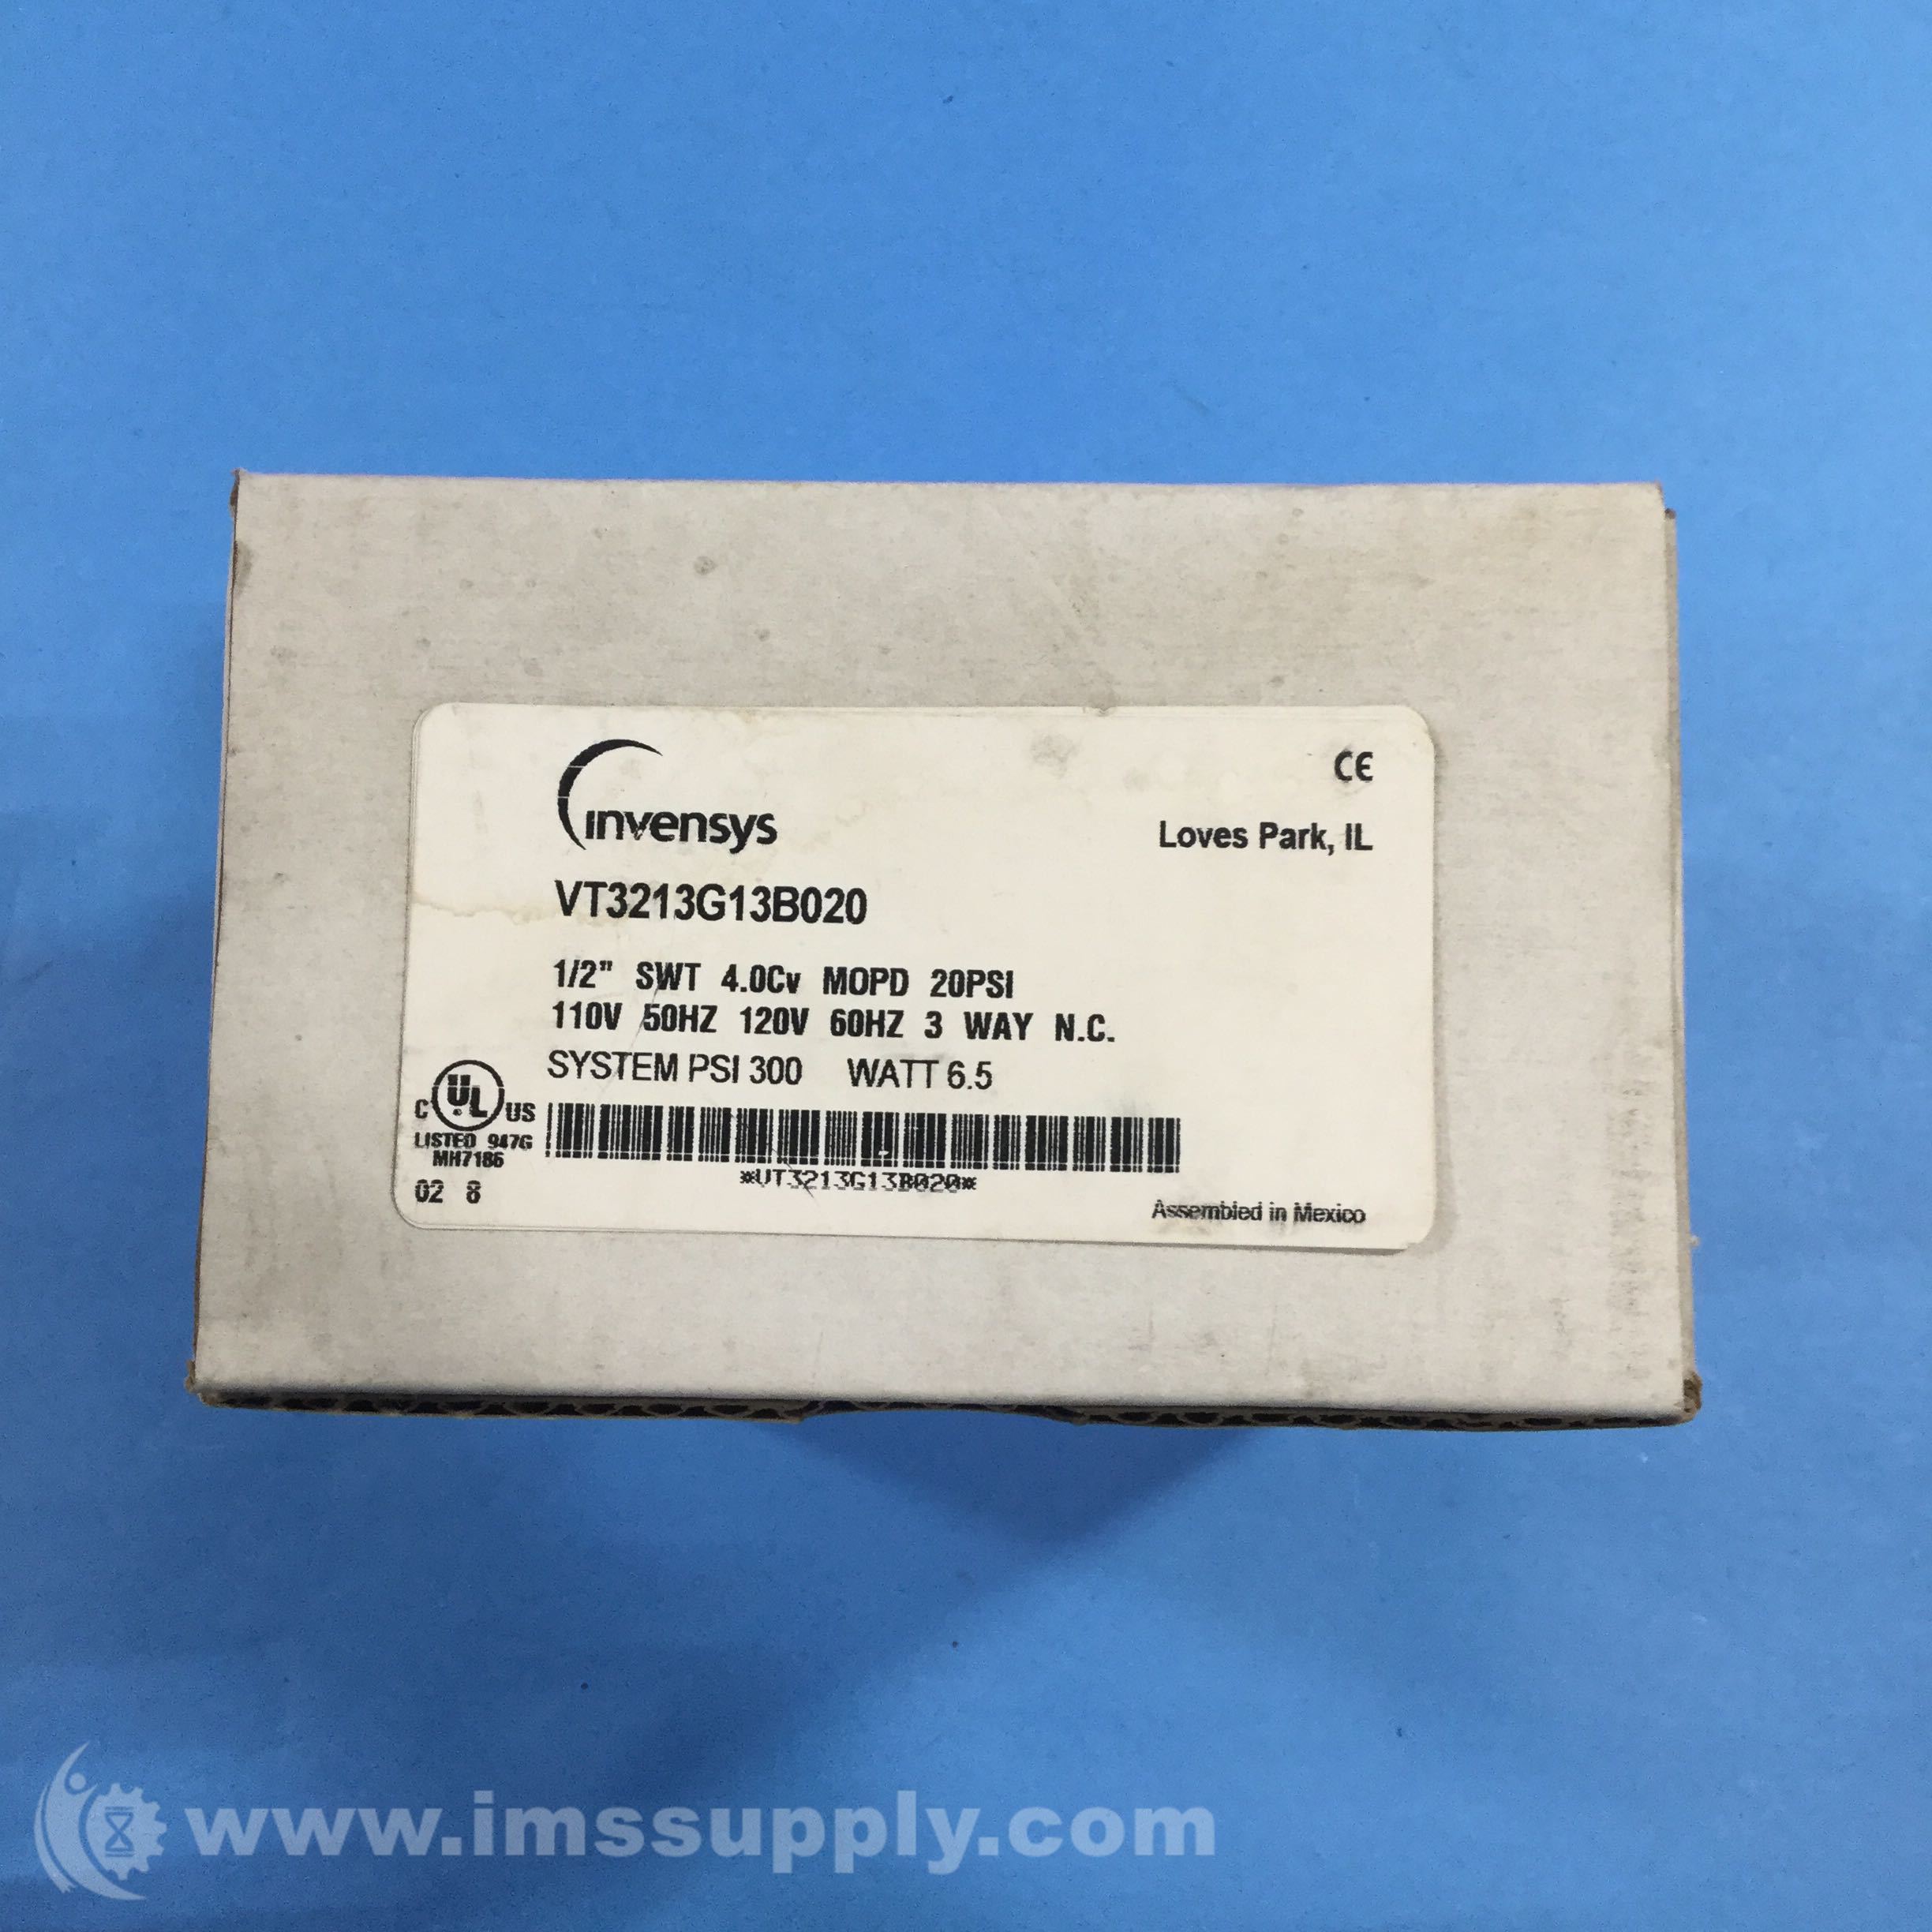 CE
invensys
Loves Park, IL
VT3213G13B020
1/2" SWT 4.0Cv MOPD 20PSI
110V 50HZ 120V 60HZ 3 WAY N.C.
SYSTEM PSI 300 WATT 6.5
C UL US
LISTED 947G
MH7186
02 8
*VT3213G13B020*
Assembled in Mexico
www.imssupply.com